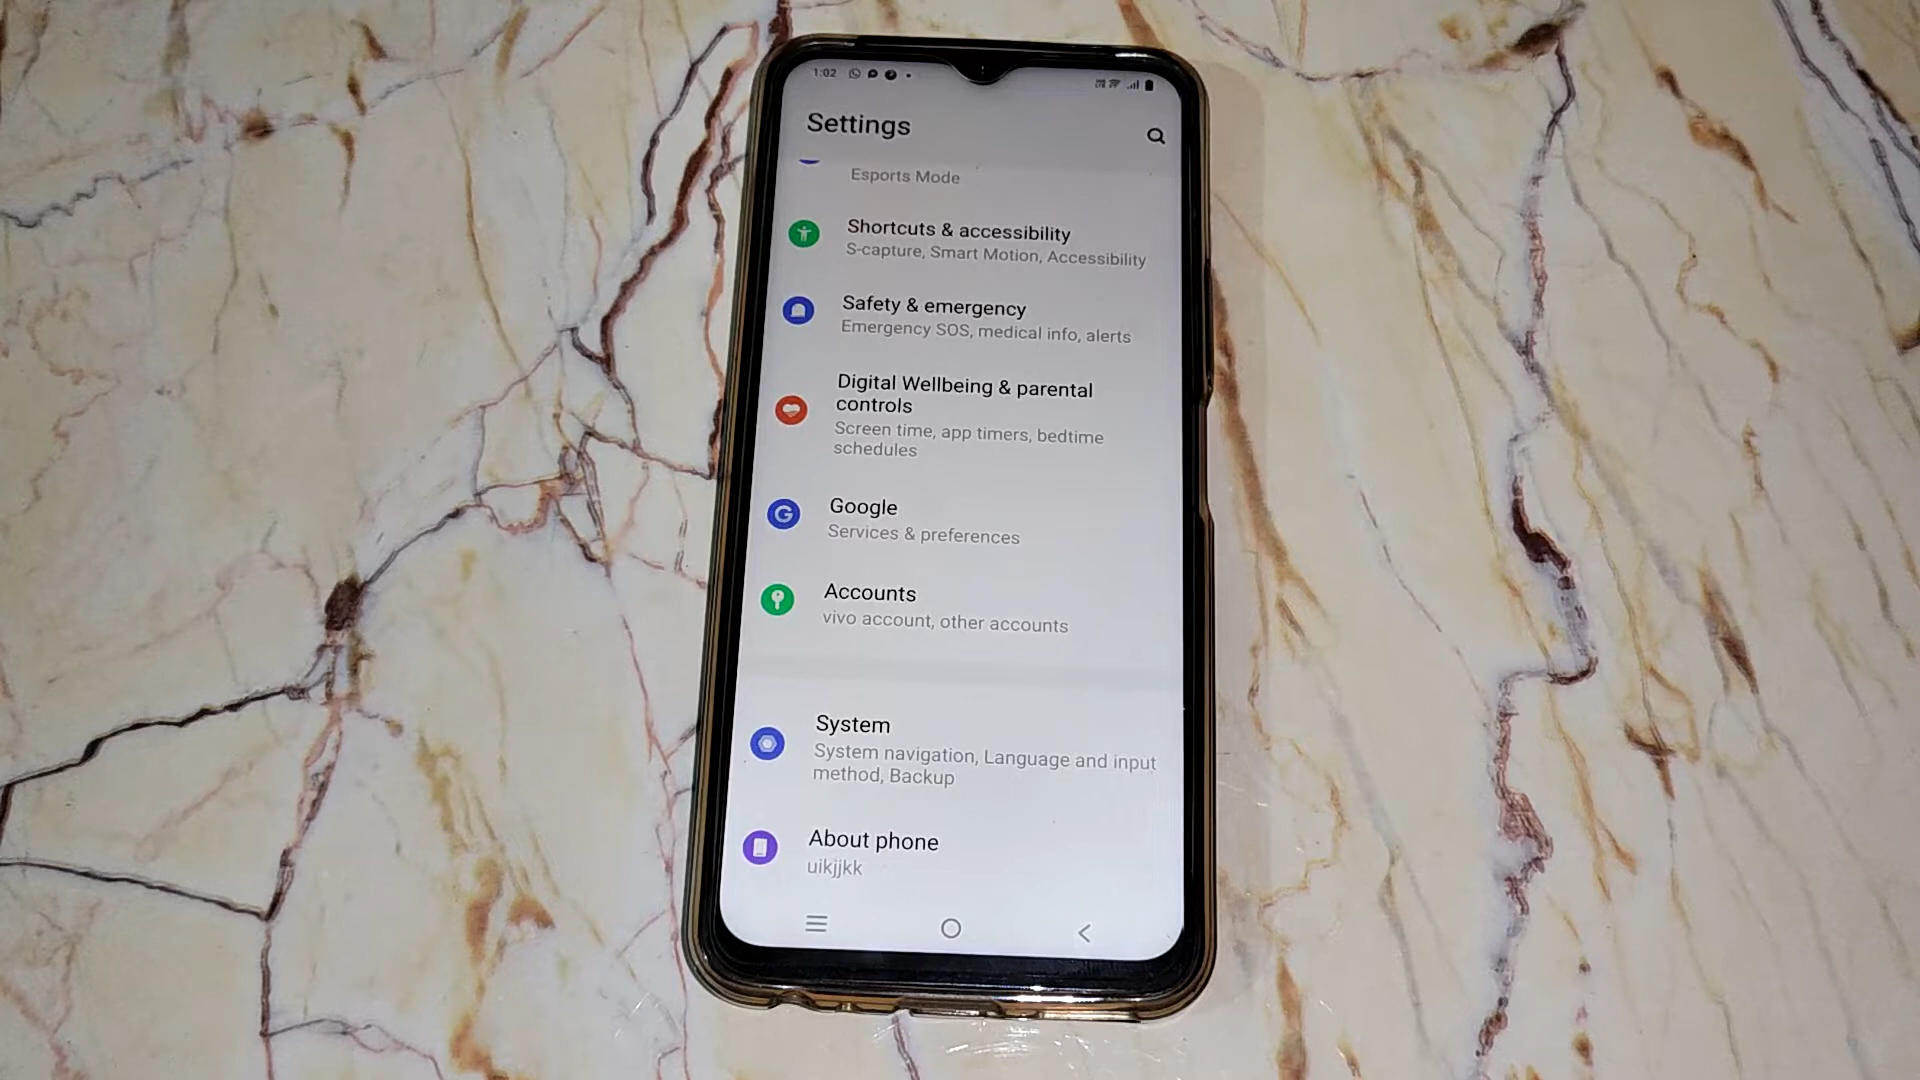 1:02
Settings
Esports Mode
Shortcuts & accessibility
S-capture, Smart Motion, Accessibility
Safety & emergency
Emergency SOS, medical info, alerts
Digital Wellbeing & parental
controls
Screen time, app timers, bedtime
schedules
G
Google
Services & preferences
Accounts
vivo account, other accounts
System
System navigation, Language and input
method, Backup
About phone
uikjjkk